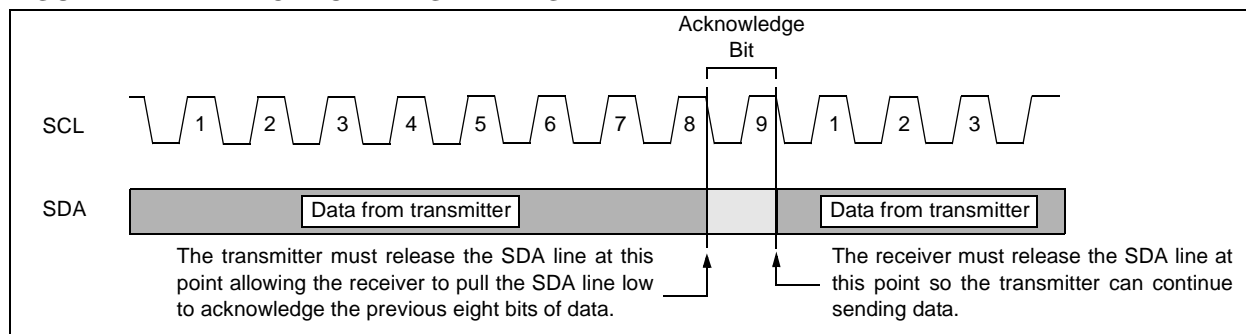 Acknowledge
Bit
SCL
1 2 3 4 5 6 7 8 9 1 2 3
SDA
Data from transmitter
Data from transmitter
The transmitter must release the SDA line at this
point allowing the receiver to pull the SDA line low
to acknowledge the previous eight bits of data.
The receiver must release the SDA line at
this point so the transmitter can continue
sending data.